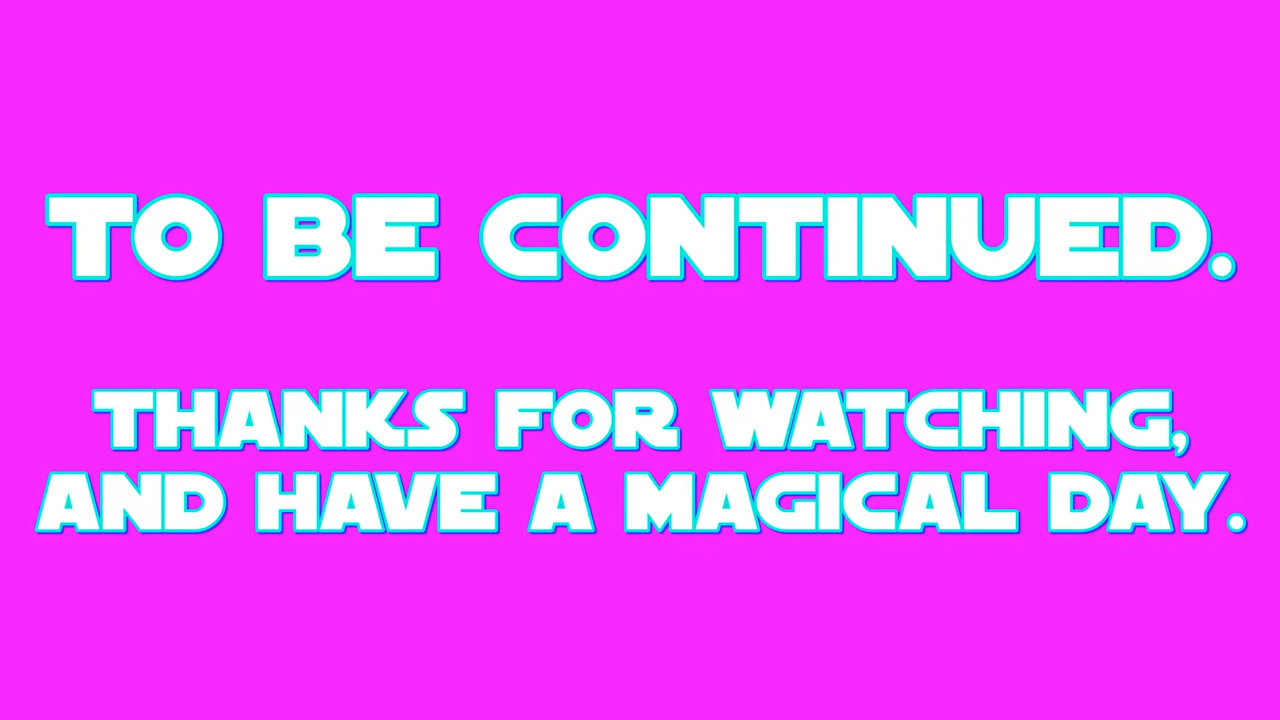 TO BE CONTINUED.
THANKS FOR WATCHING,
AND HAVE A MAGICAL DAY.